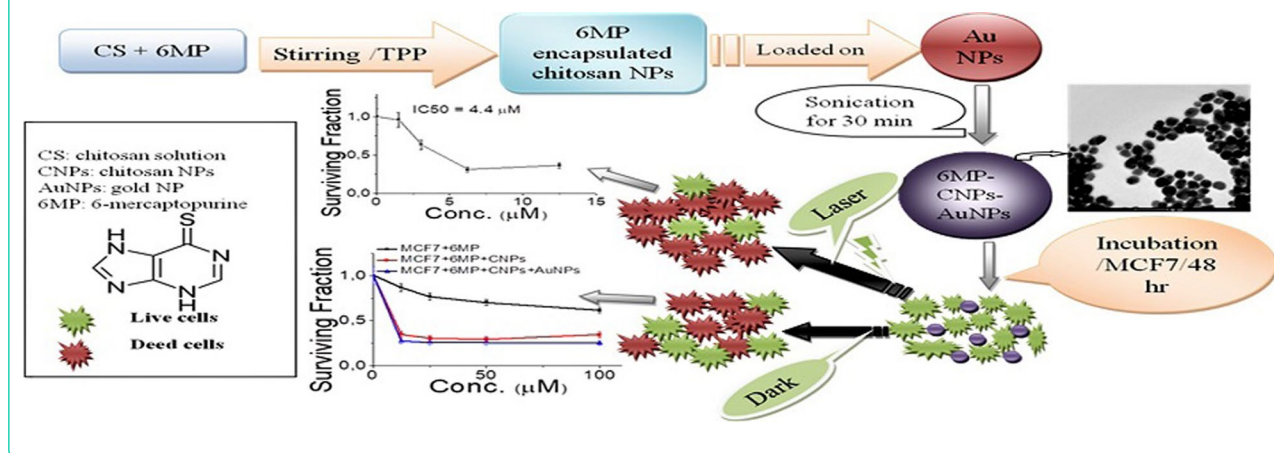 CS + 6MP
Stirring /TPP
6MP
encapsulated
chitosan NPs
Loaded on
Au
NPs
Sonication
for 30 min
6MP-
CNPs-
AuNPs
Incubation
/MCF7/48
hr
Laser
Dark
CS: chitosan solution
CNPs: chitosan NPs
AuNPs: gold NP
6MP: 6-mercaptopurine
S
H
N
N
N
N
H
Live cells
Deed cells
IC50 = 4.4 µM
Surviving Fraction
1.0
0.5
0.0
0 5 10 15
Conc. (µM)
MCF7+6MP
MCF7+6MP+CNPs
MCF7+6MP+CNPs+AuNPs
Surviving Fraction
1.0
0.5
0.0
0 50 100
Conc. (µM)